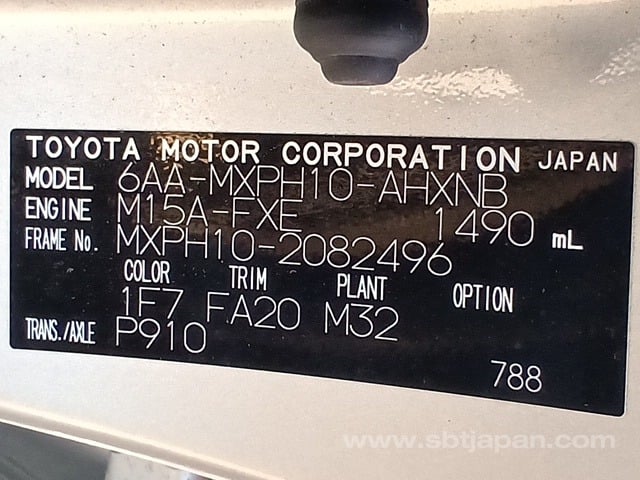 TOYOTA MOTOR CORPORATION JAPAN
MODEL 6AA-MXPH10-AHXNB
ENGINE M15A-FXE 1490 mL
FRAME No. MXPH10-2082496
COLOR TRIM PLANT OPTION
1F7 FA20 M32
TRANS./AXLE P910
788
www.sbtjapan.com